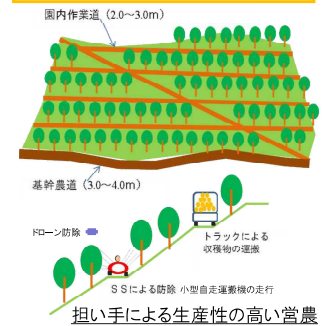 園内作業道（2.0～3.0m）
基幹農道（3.0～4.0m）
ドローン防除
トラックによる
収穫物の運搬
ＳＳによる防除 小型自走運搬機の走行
担い手による生産性の高い営農